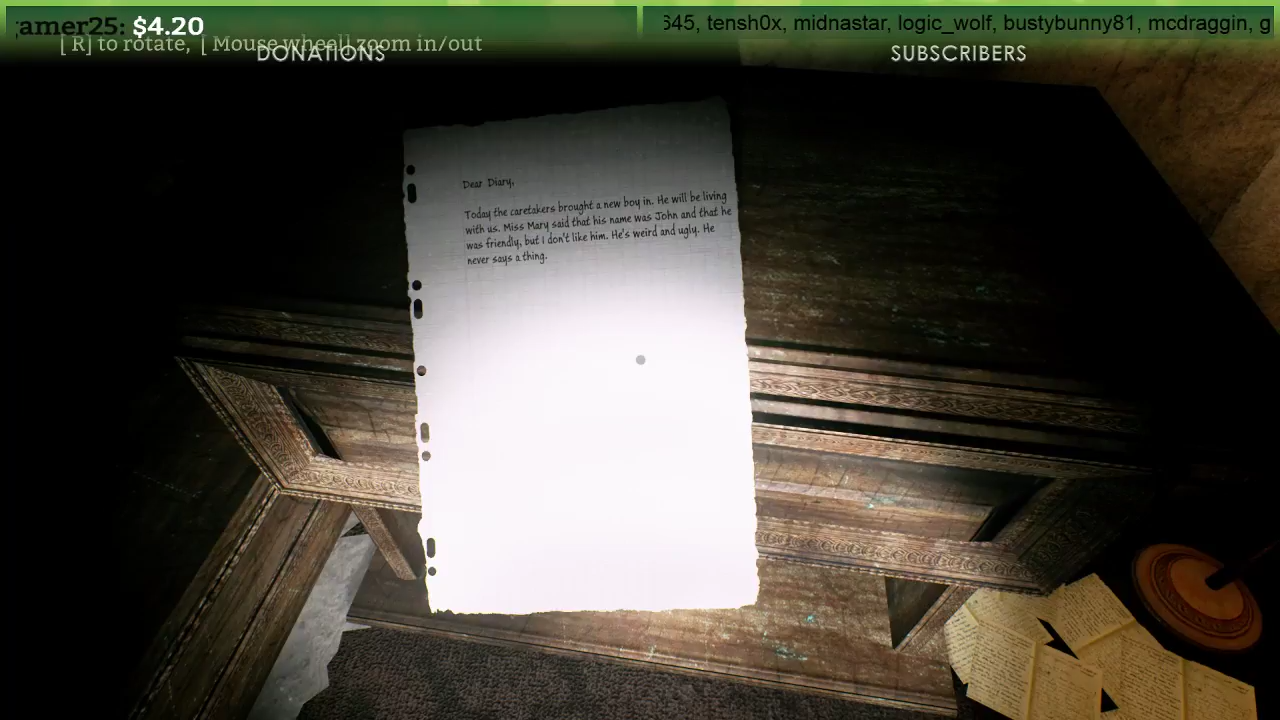 amer25: $4.20
645, tensh0x, midnastar, logic_wolf, bustybunny81, mcdraggin, g
[R] to rotate, [Mouse wheel] zoom in/out
DONATIONS
SUBSCRIBERS
Dear Diary,
Today the caretakers brought a new boy in. He will be living
with us. Miss Mary said that his name was John and that he
was friendly, but I don't like him. He's weird and ugly. He
never says a thing.